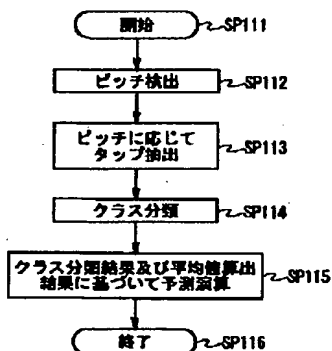 開始
SP111
ピッチ検出
SP112
ピッチに応じて
タップ抽出
SP113
クラス分類
SP114
クラス分類結果及び平均値算出
結果に基づいて予測演算
SP115
終了
SP116